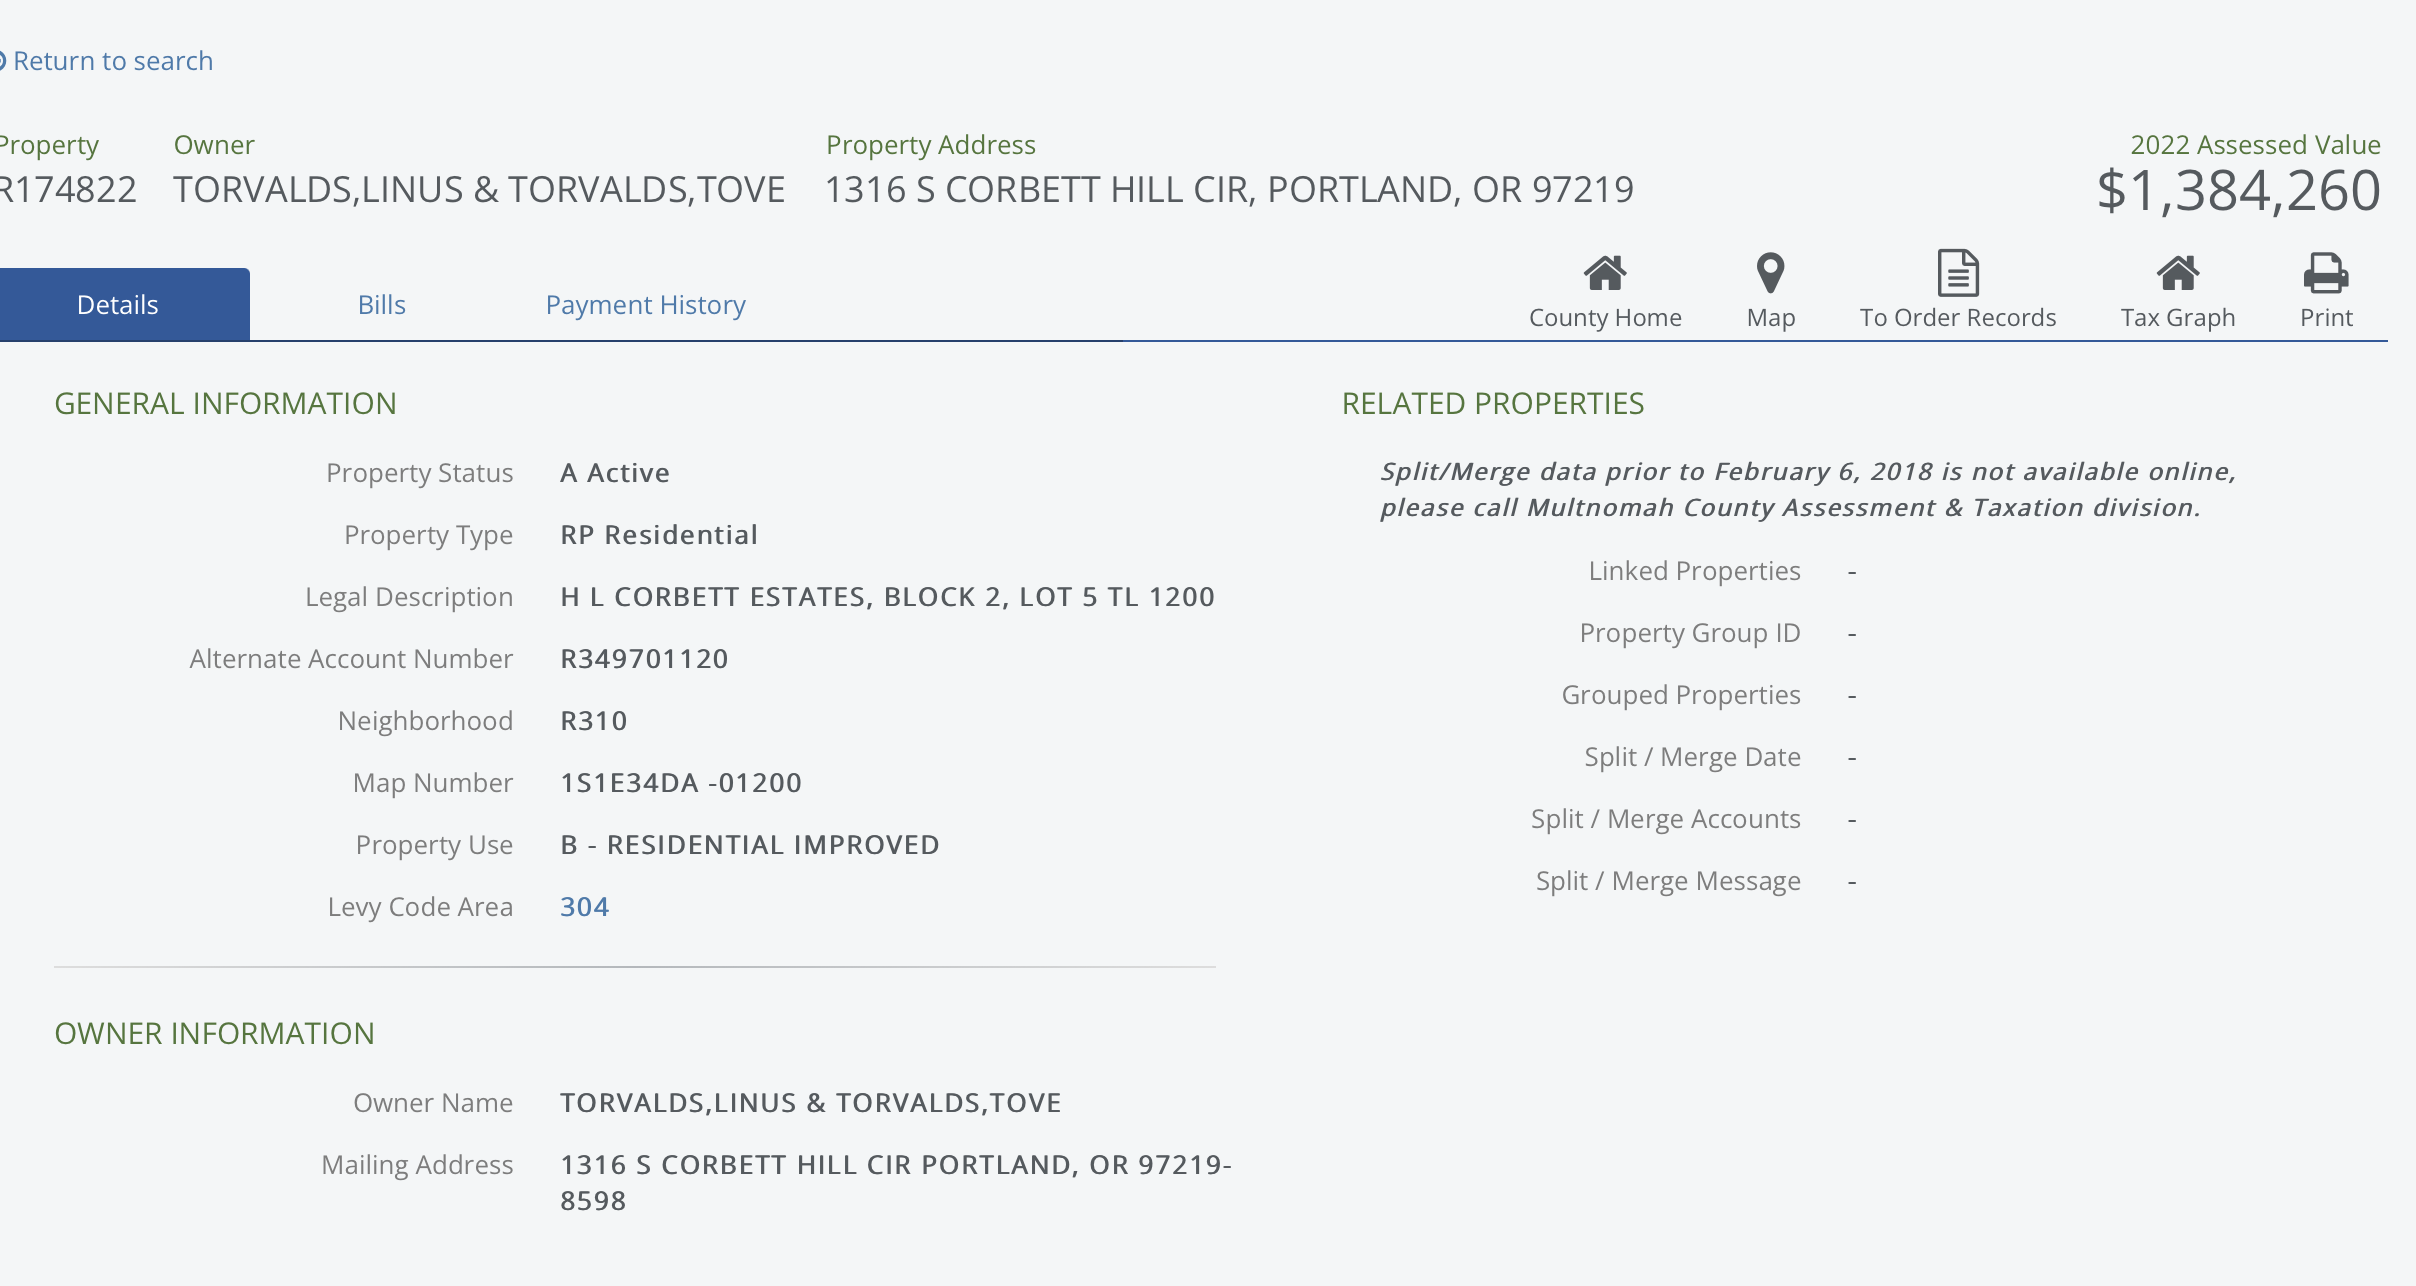 Return to search
Property
Owner
Property Address
2022 Assessed Value
R174822
TORVALDS,LINUS & TORVALDS,TOVE
1316 S CORBETT HILL CIR, PORTLAND, OR 97219
$1,384,260
Details
Bills
Payment History
County Home
Map
To Order Records
Tax Graph
Print
GENERAL INFORMATION
Property Status A Active
Property Type RP Residential
Legal Description H L CORBETT ESTATES, BLOCK 2, LOT 5 TL 1200
Alternate Account Number R349701120
Neighborhood R310
Map Number 1S1E34DA -01200
Property Use B - RESIDENTIAL IMPROVED
Levy Code Area 304
RELATED PROPERTIES
Split/Merge data prior to February 6, 2018 is not available online,
please call Multnomah County Assessment & Taxation division.
Linked Properties -
Property Group ID -
Grouped Properties -
Split / Merge Date -
Split / Merge Accounts -
Split / Merge Message -
OWNER INFORMATION
Owner Name TORVALDS,LINUS & TORVALDS,TOVE
Mailing Address 1316 S CORBETT HILL CIR PORTLAND, OR 97219-
8598